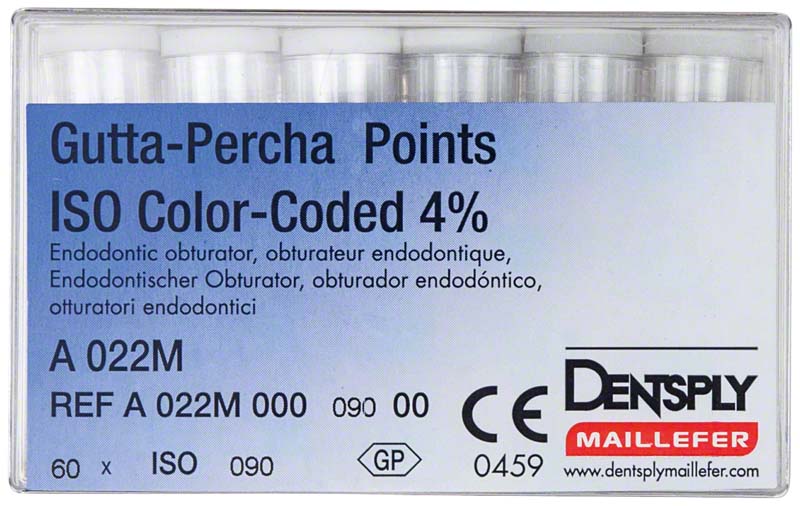 Gutta-Percha Points
ISO Color-Coded 4%
Endodontic obturator, obturateur endodontique,
Endodontischer Obturator, obturador endodóntico,
otturatori endodontici
A 022M
REF A 022M 000 090 00
60 x ISO 090
GP
CE
0459
DENTSPLY
MAILLEFER
www.dentsplymaillefer.com